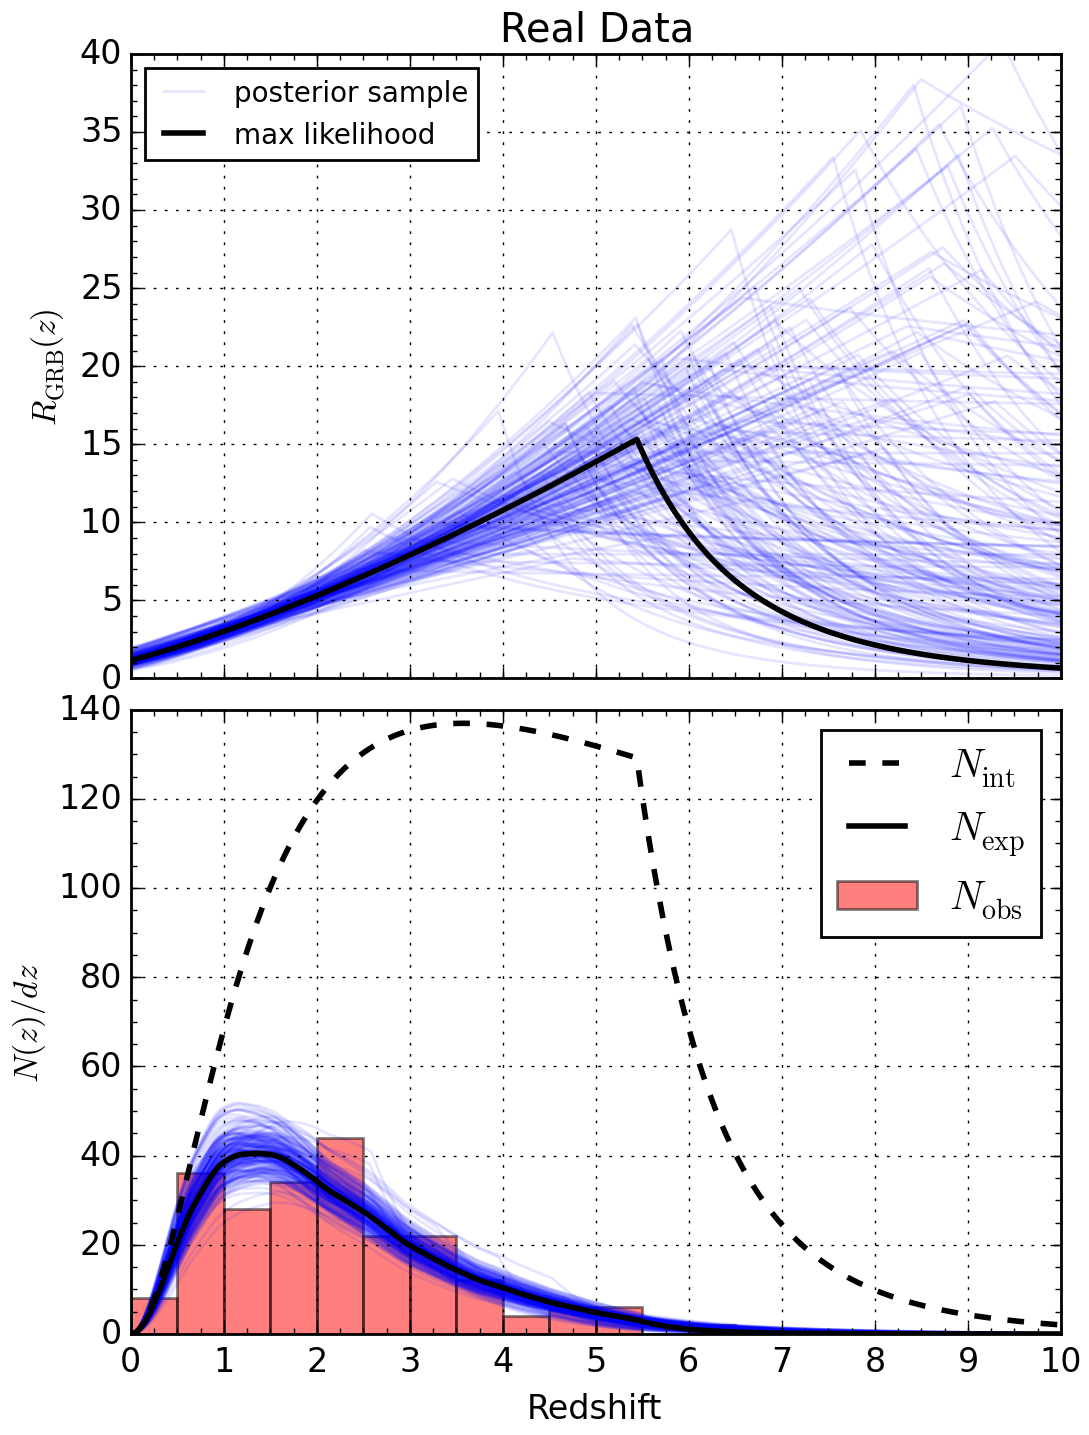 Real Data
40
35
30
25
20
15
10
5
0
R_GRB(z)
posterior sample
max likelihood
140
120
100
80
60
40
20
0
N(z)/dz
N_int
N_exp
N_obs
0 1 2 3 4 5 6 7 8 9 10
Redshift